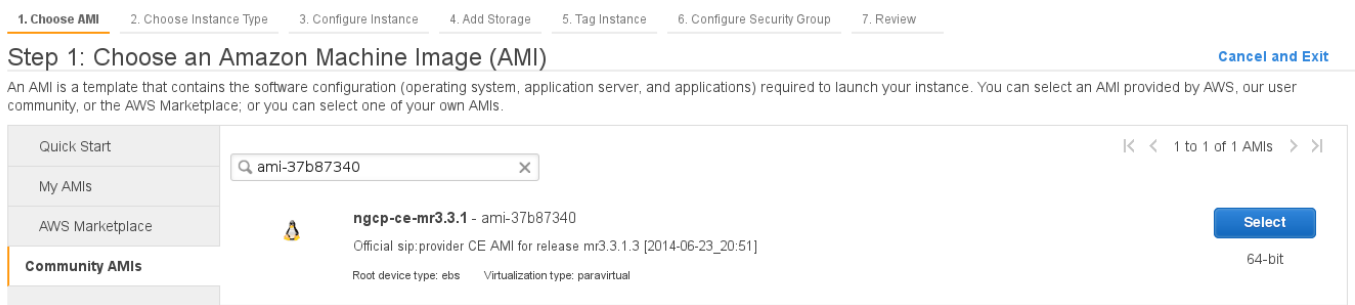 1. Choose AMI 2. Choose Instance Type 3. Configure Instance 4. Add Storage 5. Tag Instance 6. Configure Security Group 7. Review
Step 1: Choose an Amazon Machine Image (AMI)
Cancel and Exit
An AMI is a template that contains the software configuration (operating system, application server, and applications) required to launch your instance. You can select an AMI provided by AWS, our user
community, or the AWS Marketplace; or you can select one of your own AMIs.
Quick Start
My AMIs
AWS Marketplace
Community AMIs
ami-37b87340
1 to 1 of 1 AMIs
ngcp-ce-mr3.3.1 - ami-37b87340
Official sip:provider CE AMI for release mr3.3.1.3 [2014-06-23_20:51]
Root device type: ebs Virtualization type: paravirtual
Select
64-bit